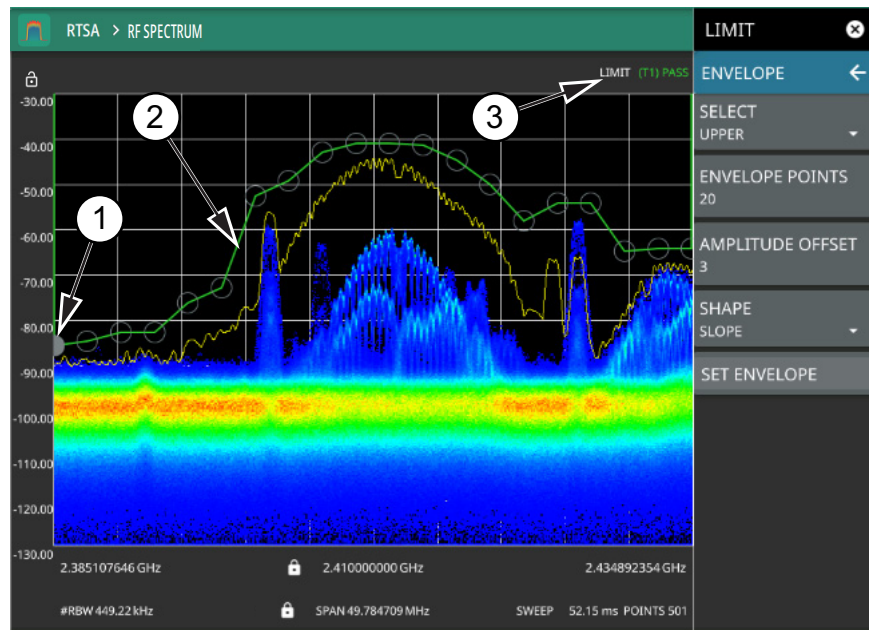 RTSA > RF SPECTRUM
LIMIT (T1) PASS
-30.00
-40.00
-50.00
-60.00
-70.00
-80.00
-90.00
-100.00
-110.00
-120.00
-130.00
1
2
3
2.385107646 GHz 2.410000000 GHz 2.434892354 GHz
#RBW 449.22 kHz SPAN 49.784709 MHz SWEEP 52.15 ms POINTS 501
LIMIT
ENVELOPE
SELECT
UPPER
ENVELOPE POINTS
20
AMPLITUDE OFFSET
3
SHAPE
SLOPE
SET ENVELOPE